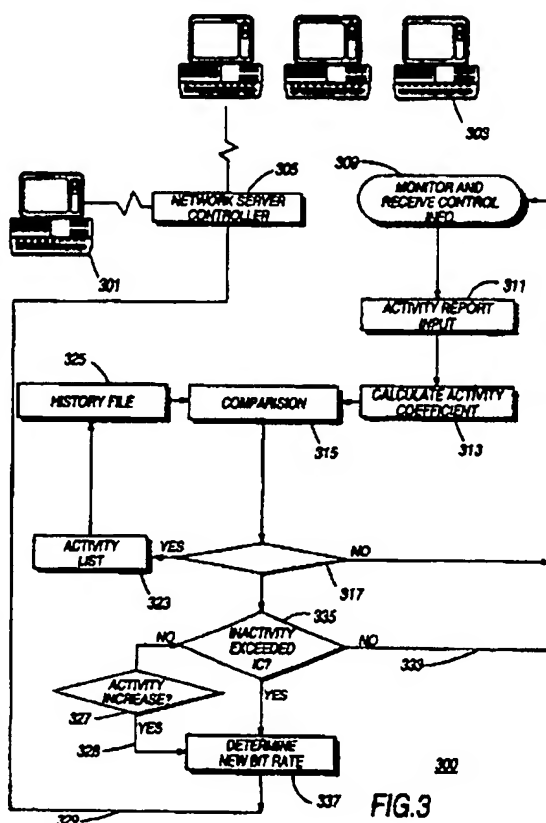 303
305
NETWORK SERVER
CONTROLLER
301
309
MONITOR AND
RECEIVE CONTROL
INFO
311
ACTIVITY REPORT
INPUT
325
HISTORY FILE
COMPARISION
315
CALCULATE ACTIVITY
COEFFICIENT
313
ACTIVITY
LIST
323
YES
NO
317
335
INACTIVITY
EXCEEDED
IC?
NO
NO
333
ACTIVITY
INCREASE?
327
YES
328
YES
DETERMINE
NEW BIT RATE
337
300
329
FIG.3